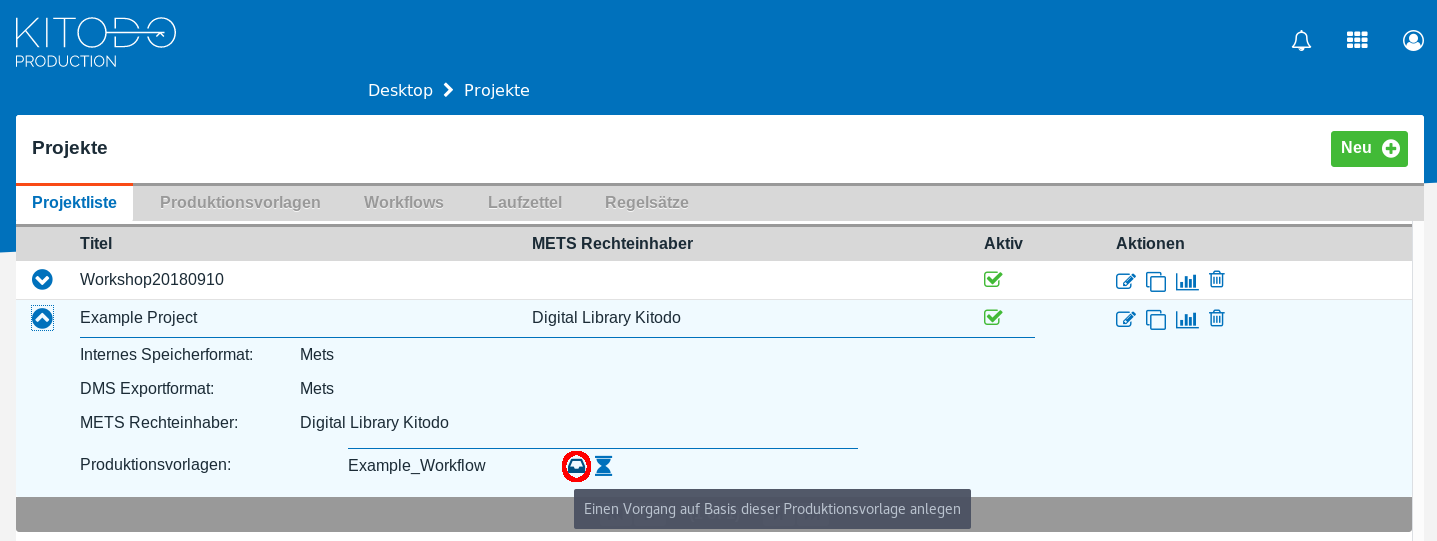 KITODO
PRODUCTION
Desktop Projekte
Projekte
Neu
Projektliste Produktionsvorlagen Workflows Laufzettel Regelsätze
Titel METS Rechteinhaber Aktiv Aktionen
Workshop20180910
Example Project Digital Library Kitodo
Internes Speicherformat: Mets
DMS Exportformat: Mets
METS Rechteinhaber: Digital Library Kitodo
Produktionsvorlagen: Example_Workflow
Einen Vorgang auf Basis dieser Produktionsvorlage anlegen